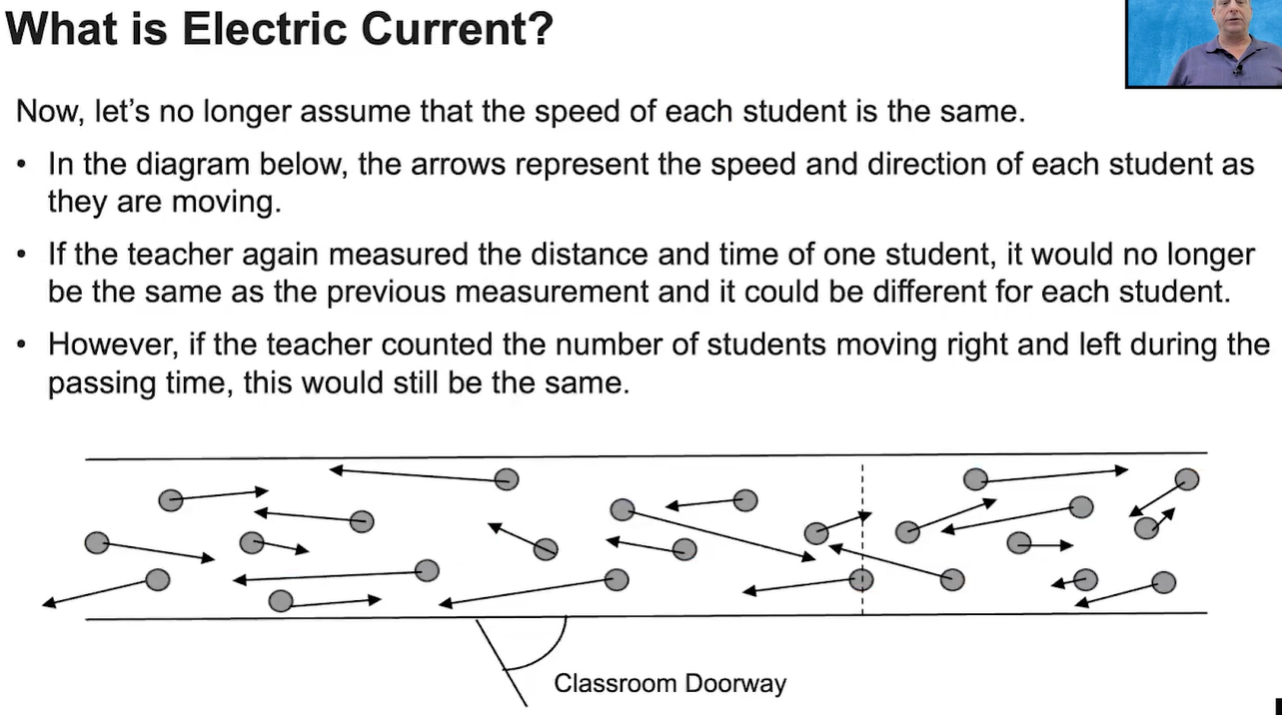 What is Electric Current?
Now, let's no longer assume that the speed of each student is the same.
• In the diagram below, the arrows represent the speed and direction of each student as
they are moving.
• If the teacher again measured the distance and time of one student, it would no longer
be the same as the previous measurement and it could be different for each student.
• However, if the teacher counted the number of students moving right and left during the
passing time, this would still be the same.
Classroom Doorway